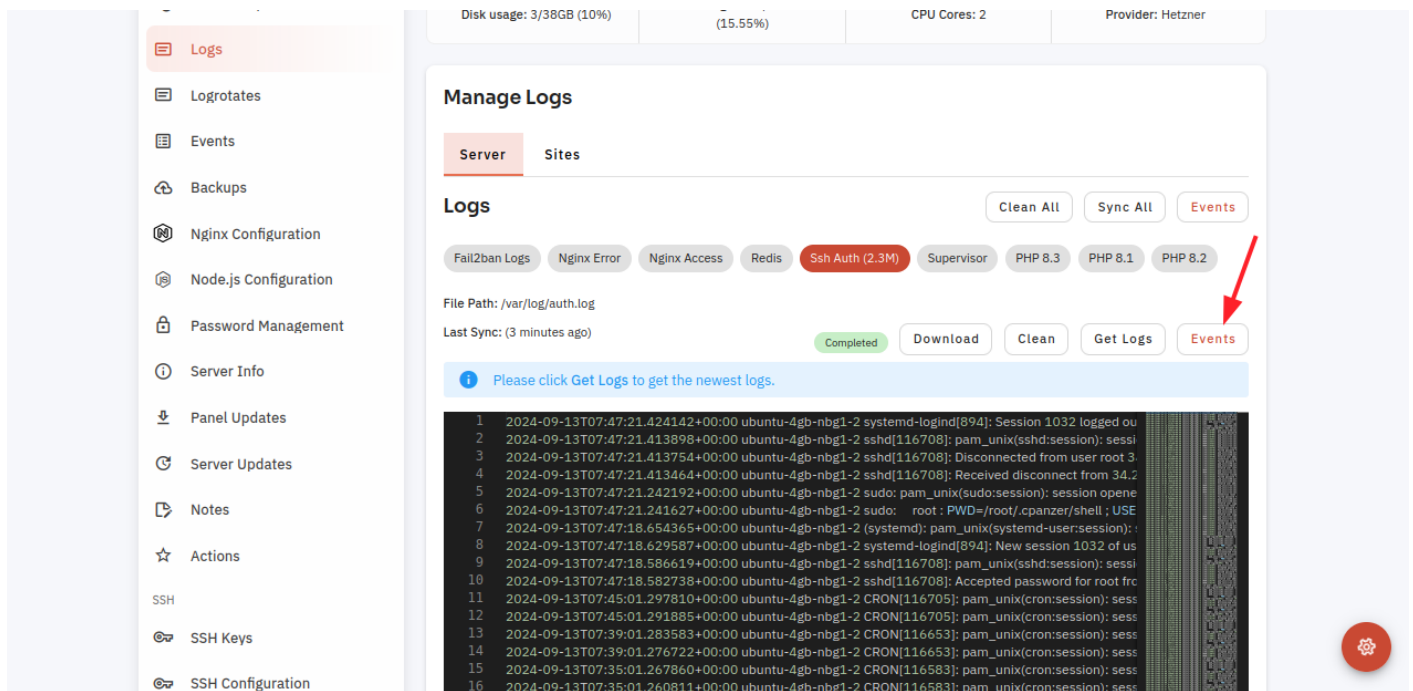 Disk usage: 3/38GB (10%)
(15.55%)
CPU Cores: 2
Provider: Hetzner
Logs
Logrotates
Events
Backups
Nginx Configuration
Node.js Configuration
Password Management
Server Info
Panel Updates
Server Updates
Notes
Actions
SSH
SSH Keys
SSH Configuration
Manage Logs
Server Sites
Logs
Clean All Sync All Events
Fail2ban Logs Nginx Error Nginx Access Redis Ssh Auth (2.3M) Supervisor PHP 8.3 PHP 8.1 PHP 8.2
File Path: /var/log/auth.log
Last Sync: (3 minutes ago)
Completed Download Clean Get Logs Events
Please click Get Logs to get the newest logs.
1 2024-09-13T07:47:21.424142+00:00 ubuntu-4gb-nbg1-2 systemd-logind[894]: Session 1032 logged ou
2 2024-09-13T07:47:21.413898+00:00 ubuntu-4gb-nbg1-2 sshd[116708]: pam_unix(sshd:session): sessi
3 2024-09-13T07:47:21.413754+00:00 ubuntu-4gb-nbg1-2 sshd[116708]: Disconnected from user root 3
4 2024-09-13T07:47:21.413464+00:00 ubuntu-4gb-nbg1-2 sshd[116708]: Received disconnect from 34.2
5 2024-09-13T07:47:21.242192+00:00 ubuntu-4gb-nbg1-2 sudo: pam_unix(sudo:session): session opene
6 2024-09-13T07:47:21.241627+00:00 ubuntu-4gb-nbg1-2 sudo: root : PWD=/root/.cpanzer/shell ; USE
7 2024-09-13T07:47:18.654365+00:00 ubuntu-4gb-nbg1-2 (systemd): pam_unix(systemd-user:session):
8 2024-09-13T07:47:18.629587+00:00 ubuntu-4gb-nbg1-2 systemd-logind[894]: New session 1032 of us
9 2024-09-13T07:47:18.586619+00:00 ubuntu-4gb-nbg1-2 sshd[116708]: pam_unix(sshd:session): sessi
10 2024-09-13T07:47:18.582738+00:00 ubuntu-4gb-nbg1-2 sshd[116708]: Accepted password for root fro
11 2024-09-13T07:45:01.297810+00:00 ubuntu-4gb-nbg1-2 CRON[116705]: pam_unix(cron:session): sess
12 2024-09-13T07:45:01.291885+00:00 ubuntu-4gb-nbg1-2 CRON[116705]: pam_unix(cron:session): sess
13 2024-09-13T07:39:01.283583+00:00 ubuntu-4gb-nbg1-2 CRON[116653]: pam_unix(cron:session): sess
14 2024-09-13T07:39:01.276722+00:00 ubuntu-4gb-nbg1-2 CRON[116653]: pam_unix(cron:session): sess
15 2024-09-13T07:35:01.267860+00:00 ubuntu-4gb-nbg1-2 CRON[116583]: pam_unix(cron:session): sess
16 2024-09-13T07:35:01.260811+00:00 ubuntu-4gb-nbg1-2 CRON[116583]: pam_unix(cron:session): sess